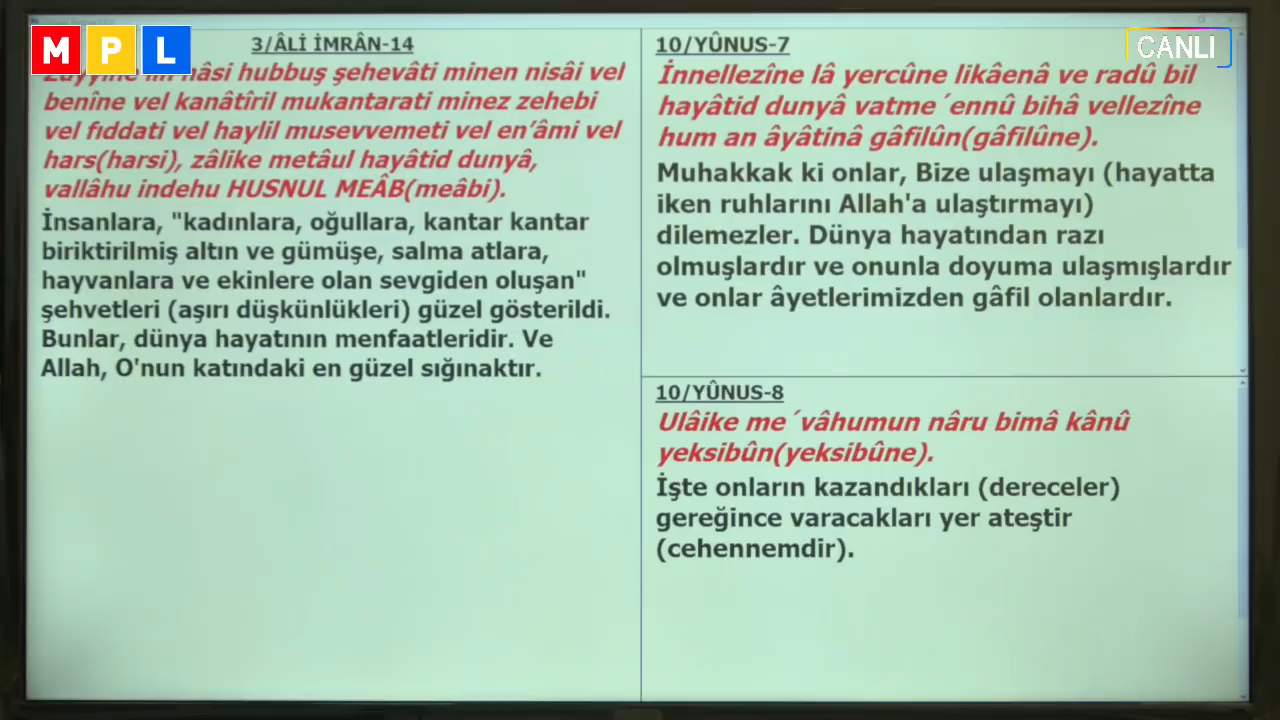 MPL
CANLI
3/ÂLİ İMRÂN-14
hubbuş şehevâti minen nisâi vel
benîne vel kanâtîril mukantarati minez zehebi
vel fıddati vel haylil musevvemeti vel en’âmi vel
hars(harsi), zâlike metâul hayâtid dunyâ,
vallâhu indehu HUSNUL MEÂB(meâbi).
İnsanlara, "kadınlara, oğullara, kantar kantar
biriktirilmiş altın ve gümüşe, salma atlara,
hayvanlara ve ekinlere olan sevgiden oluşan"
şehvetleri (aşırı düşkünlükleri) güzel gösterildi.
Bunlar, dünya hayatının menfaatleridir. Ve
Allah, O'nun katındaki en güzel sığınaktır.
10/YÛNUS-7
İnnellezîne lâ yercûne likâenâ ve radû bil
hayâtid dunyâ vatme´ennû bihâ vellezîne
hum an âyâtinâ gâfilûn(gâfilûne).
Muhakkak ki onlar, Bize ulaşmayı (hayatta
iken ruhlarını Allah'a ulaştırmayı)
dilemezler. Dünya hayatından razı
olmuşlardır ve onunla doyuma ulaşmışlardır
ve onlar âyetlerimizden gâfil olanlardır.
10/YÛNUS-8
Ulâike me´vâhumun nâru bimâ kânû
yeksibûn(yeksibûne).
İşte onların kazandıkları (dereceler)
gereğince varacakları yer ateştir
(cehennemdir).